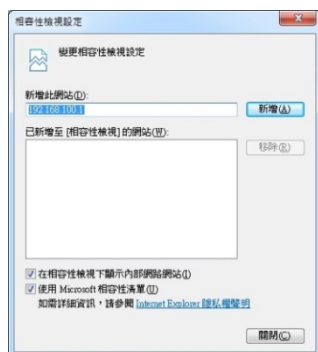 相容性檢視設定
變更相容性檢視設定
新增此網站(D):
192.168.100.1
新增(A)
已新增至 [相容性檢視] 的網站(W):
移除(R)
在相容性檢視下顯示內部網路網站(I)
使用 Microsoft 相容性清單(U)
如需詳細資訊，請參閱 Internet Explorer 隱私權聲明
關閉(C)